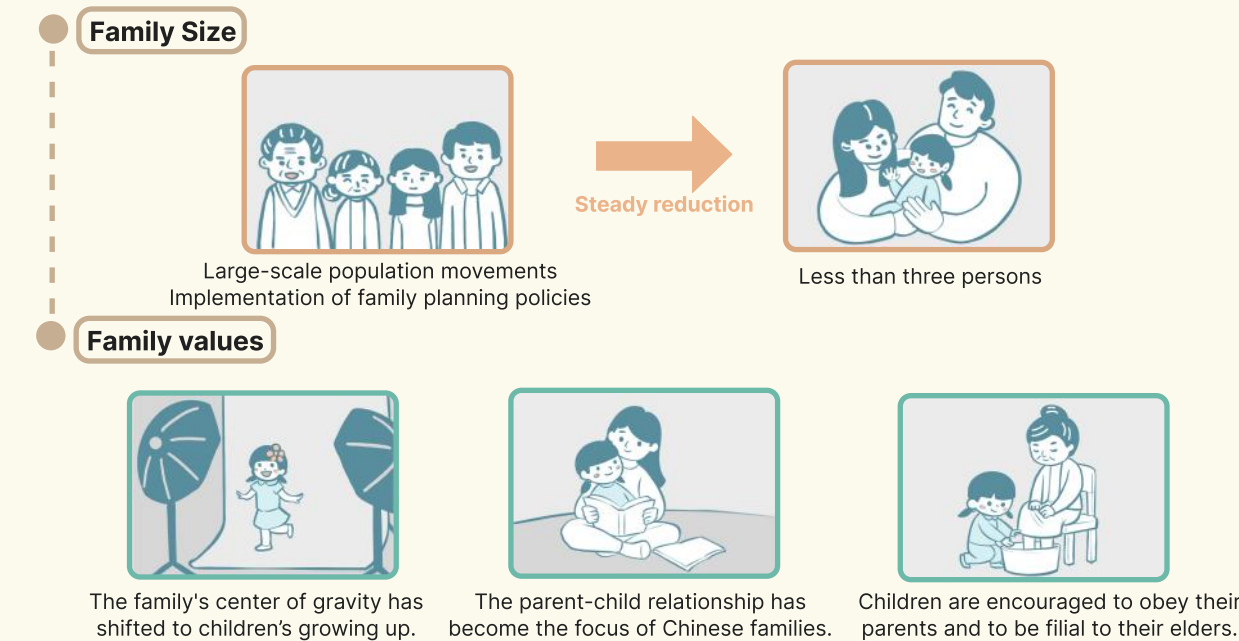 Family Size
Steady reduction
Large-scale population movements
Implementation of family planning policies
Less than three persons
Family values
The family's center of gravity has
shifted to children’s growing up.
The parent-child relationship has
become the focus of Chinese families.
Children are encouraged to obey their
parents and to be filial to their elders.